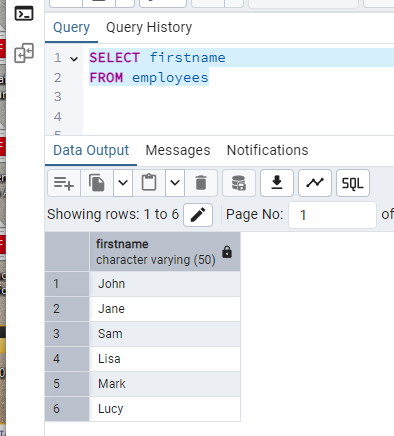 Query Query History
1 SELECT firstname
2 FROM employees
3
4
Data Output Messages Notifications
SQL
Showing rows: 1 to 6 Page No: 1 of
firstname
character varying (50)
1 John
2 Jane
3 Sam
4 Lisa
5 Mark
6 Lucy